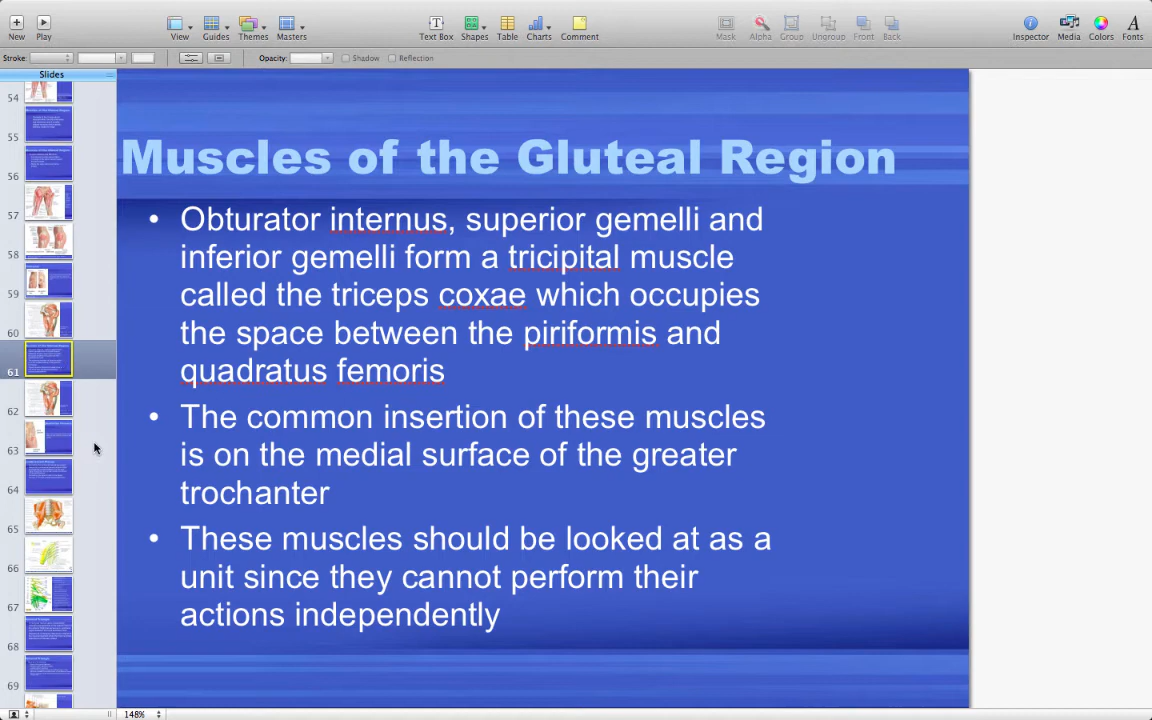 New Play View Guides Themes Masters Text Box Shapes Table Charts Comment Mask Alpha Group Ungroup Front Back Inspector Media Colors Fonts
Stroke: Opacity: Shadow Reflection
Slides
54
55
56
57
58
59
60
61
62
63
64
65
66
67
68
69
Muscles of the Gluteal Region
• Obturator internus, superior gemelli and
inferior gemelli form a tricipital muscle
called the triceps coxae which occupies
the space between the piriformis and
quadratus femoris
• The common insertion of these muscles
is on the medial surface of the greater
trochanter
• These muscles should be looked at as a
unit since they cannot perform their
actions independently
148%